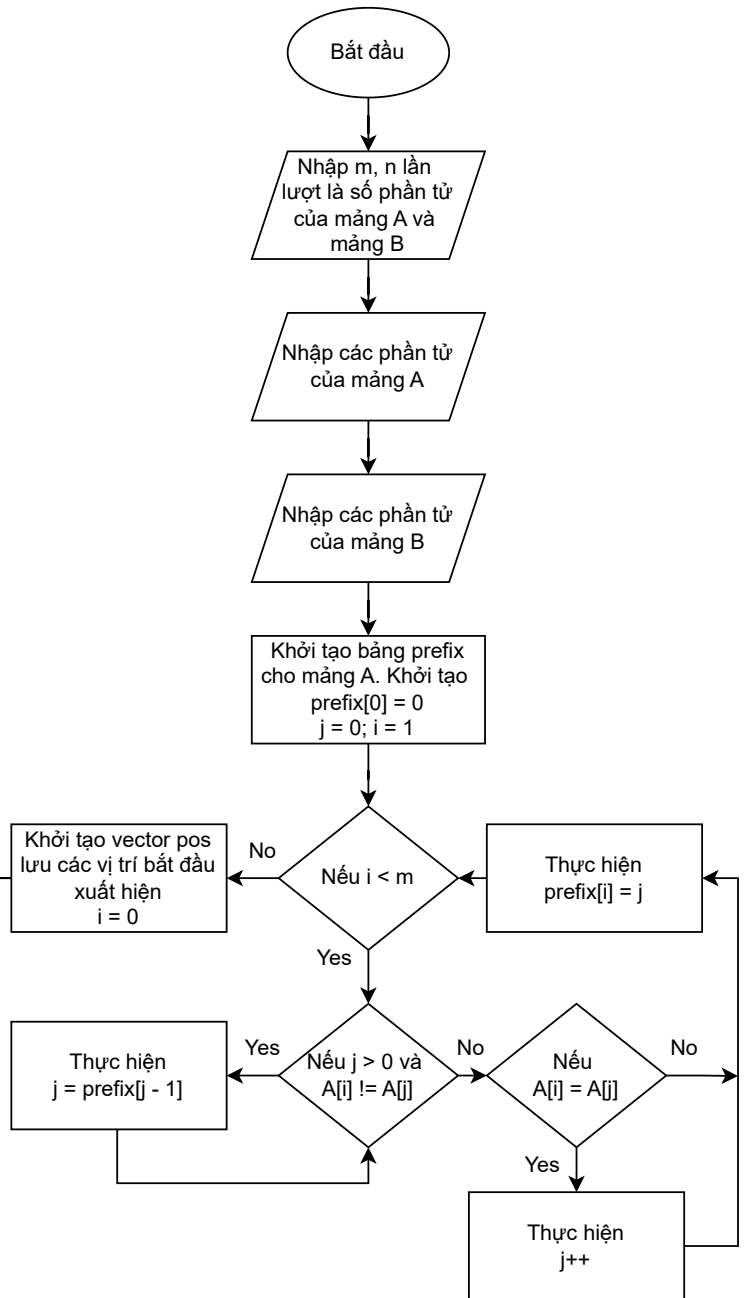 Bắt đầu
Nhập m, n lần
lượt là số phần tử
của mảng A và
mảng B
Nhập các phần tử
của mảng A
Nhập các phần tử
của mảng B
Khởi tạo bảng prefix
cho mảng A. Khởi tạo
prefix[0] = 0
j = 0; i = 1
Khởi tạo vector pos
lưu các vị trí bắt đầu
xuất hiện
i = 0
No
Nếu i < m
Thực hiện
prefix[i] = j
Yes
Thực hiện
j = prefix[j - 1]
Yes
Nếu j > 0 và
A[i] != A[j]
No
Nếu
A[i] = A[j]
No
Yes
Thực hiện
j++